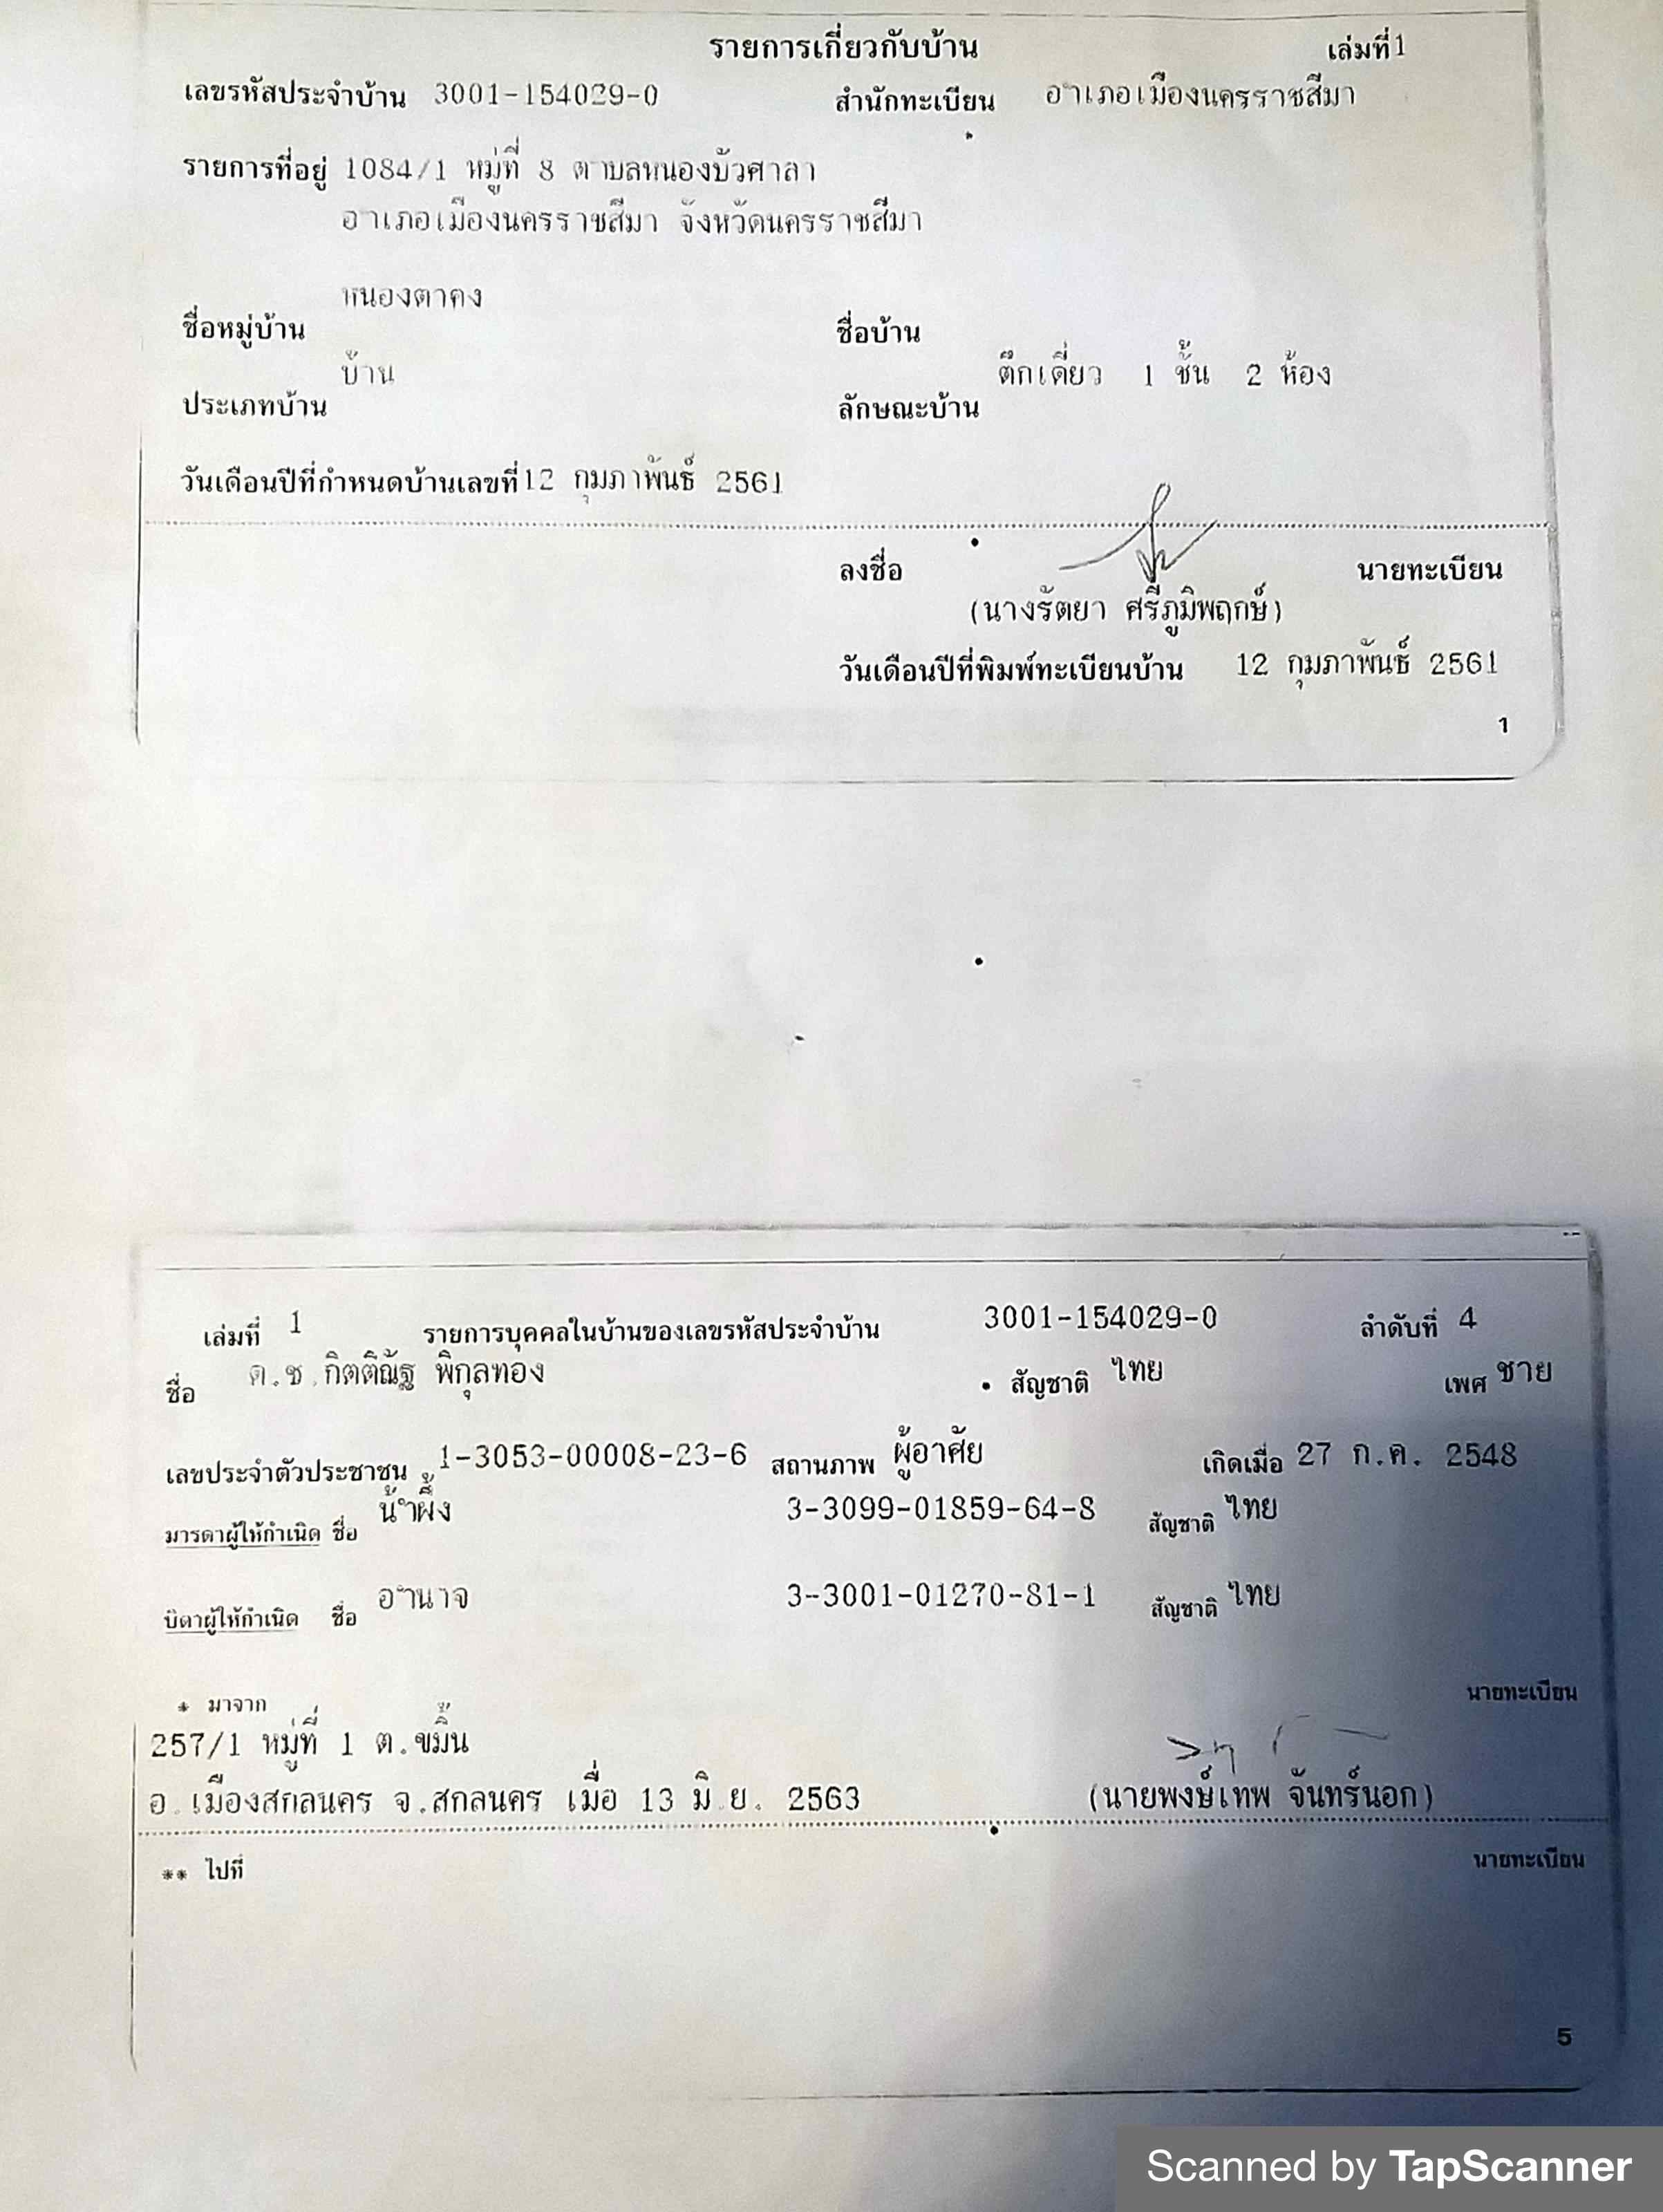 รายการเกี่ยวกับบ้าน เล่มที่ 1
เลขรหัสประจำบ้าน 3001-154029-0 สำนักทะเบียน อำเภอเมืองนครราชสีมา
รายการที่อยู่ 1084/1 หมู่ที่ 8 ตำบลหนองบัวศาลา
อำเภอเมืองนครราชสีมา จังหวัดนครราชสีมา
ชื่อหมู่บ้าน หนองตาคง ชื่อบ้าน
ประเภทบ้าน บ้าน ลักษณะบ้าน ตึกเดี่ยว 1 ชั้น 2 ห้อง
วันเดือนปีที่กำหนดบ้านเลขที่ 12 กุมภาพันธ์ 2561
ลงชื่อ นายทะเบียน
(นางรัตยา ศรีภูมิพฤกษ์)
วันเดือนปีที่พิมพ์ทะเบียนบ้าน 12 กุมภาพันธ์ 2561
1
เล่มที่ 1 รายการบุคคลในบ้านของเลขรหัสประจำบ้าน 3001-154029-0 ลำดับที่ 4
ชื่อ ด.ช.กิตติณัฐ พิกุลทอง สัญชาติ ไทย เพศ ชาย
เลขประจำตัวประชาชน 1-3053-00008-23-6 สถานภาพ ผู้อาศัย เกิดเมื่อ 27 ก.ค. 2548
มารดาผู้ให้กำเนิด ชื่อ น้ำผึ้ง 3-3099-01859-64-8 สัญชาติ ไทย
บิดาผู้ให้กำเนิด ชื่อ อำนาจ 3-3001-01270-81-1 สัญชาติ ไทย
* มาจาก นายทะเบียน
257/1 หมู่ที่ 1 ต.ขมิ้น
อ.เมืองสกลนคร จ.สกลนคร เมื่อ 13 มิ.ย. 2563 (นายพงษ์เทพ จันทร์นอก)
** ไปที่ นายทะเบียน
5
Scanned by TapScanner